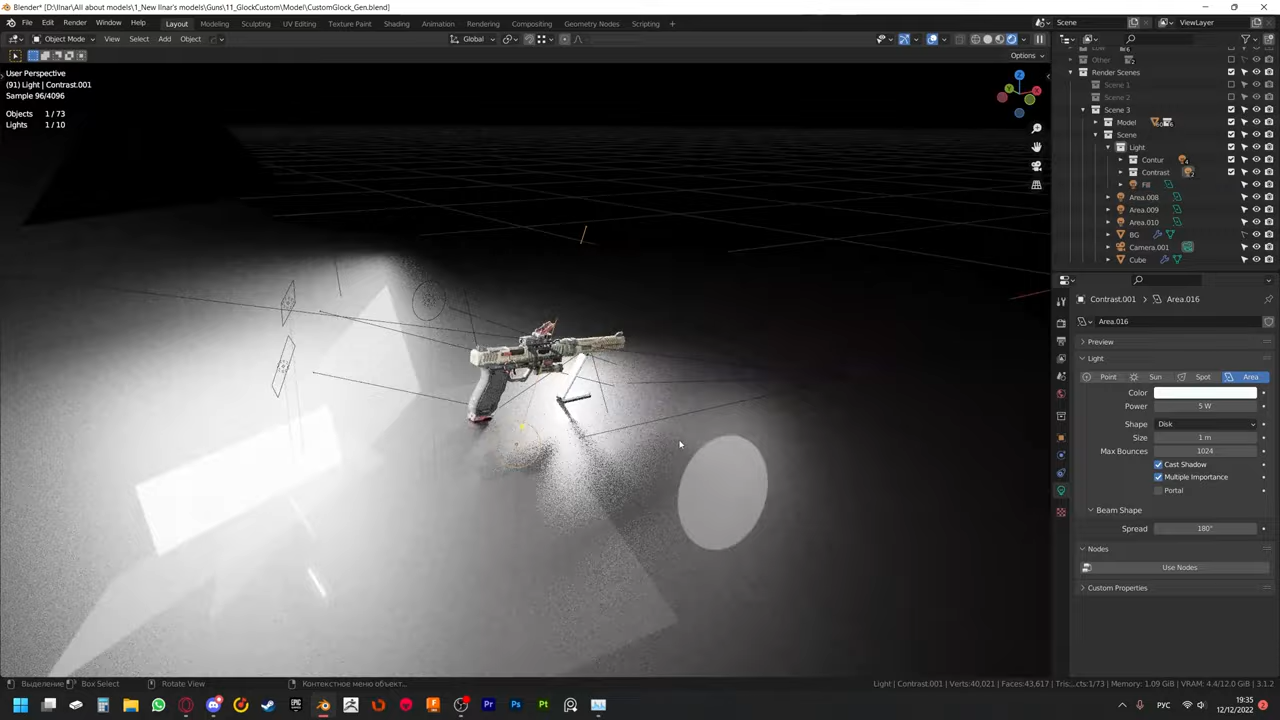 Blender* [D:\Ilnar\All about models\1_New Ilnar's models\Guns\11_GlockCustom\Model\CustomGlock_Gen.blend]
File Edit Render Window Help Layout Modeling Sculpting UV Editing Texture Paint Shading Animation Rendering Compositing Geometry Nodes Scripting + Scene ViewLayer
Object Mode View Select Add Object Global
Options
User Perspective
(91) Light | Contrast.001
Sample 96/4096
Objects 1 / 73
Lights 1 / 10
Z
Other
Render Scenes
Scene 1
Scene 2
Scene 3
Model
Scene
Light
Contur
Contrast
Fill
Area.008
Area.009
Area.010
BG
Camera.001
Cube
Contrast.001 > Area.016
Area.016
Preview
Light
Point Sun Spot Area
Color
Power 5 W
Shape Disk
Size 1 m
Max Bounces 1024
Cast Shadow
Multiple Importance
Portal
Beam Shape
Spread 180°
Nodes
Use Nodes
Custom Properties
Выделение Box Select Rotate View Контекстное меню объект...
Light | Contrast.001 | Verts:40,021 | Faces:43,617 | Tris:...cts:1/73 | Memory: 1.09 GiB | VRAM: 4.4/12.0 GiB | 3.1.2
EPIC Pr Ps Pt РУС 19:35
12/12/2022